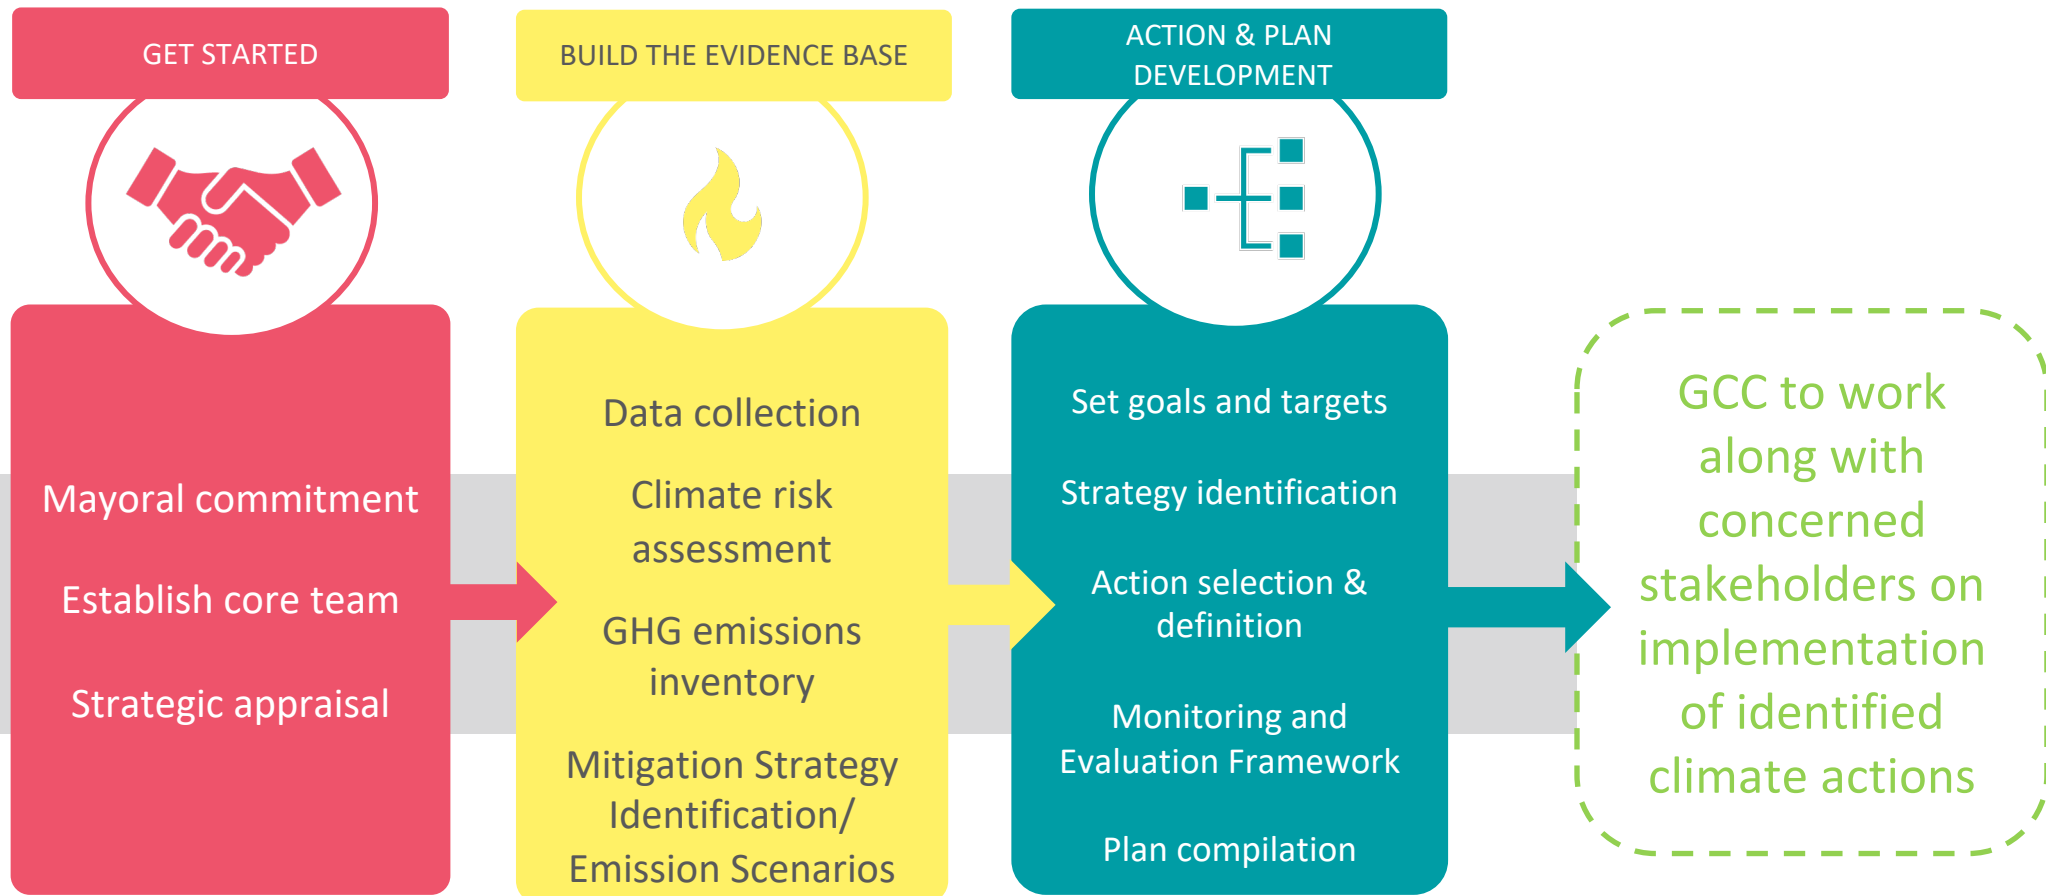 GET STARTED
Mayoral commitment
Establish core team
Strategic appraisal
BUILD THE EVIDENCE BASE
Data collection
Climate risk
assessment
GHG emissions
inventory
Mitigation Strategy
Identification/
Emission Scenarios
ACTION & PLAN
DEVELOPMENT
Set goals and targets
Strategy identification
Action selection &
definition
Monitoring and
Evaluation Framework
Plan compilation
GCC to work
along with
concerned
stakeholders on
implementation
of identified
climate actions